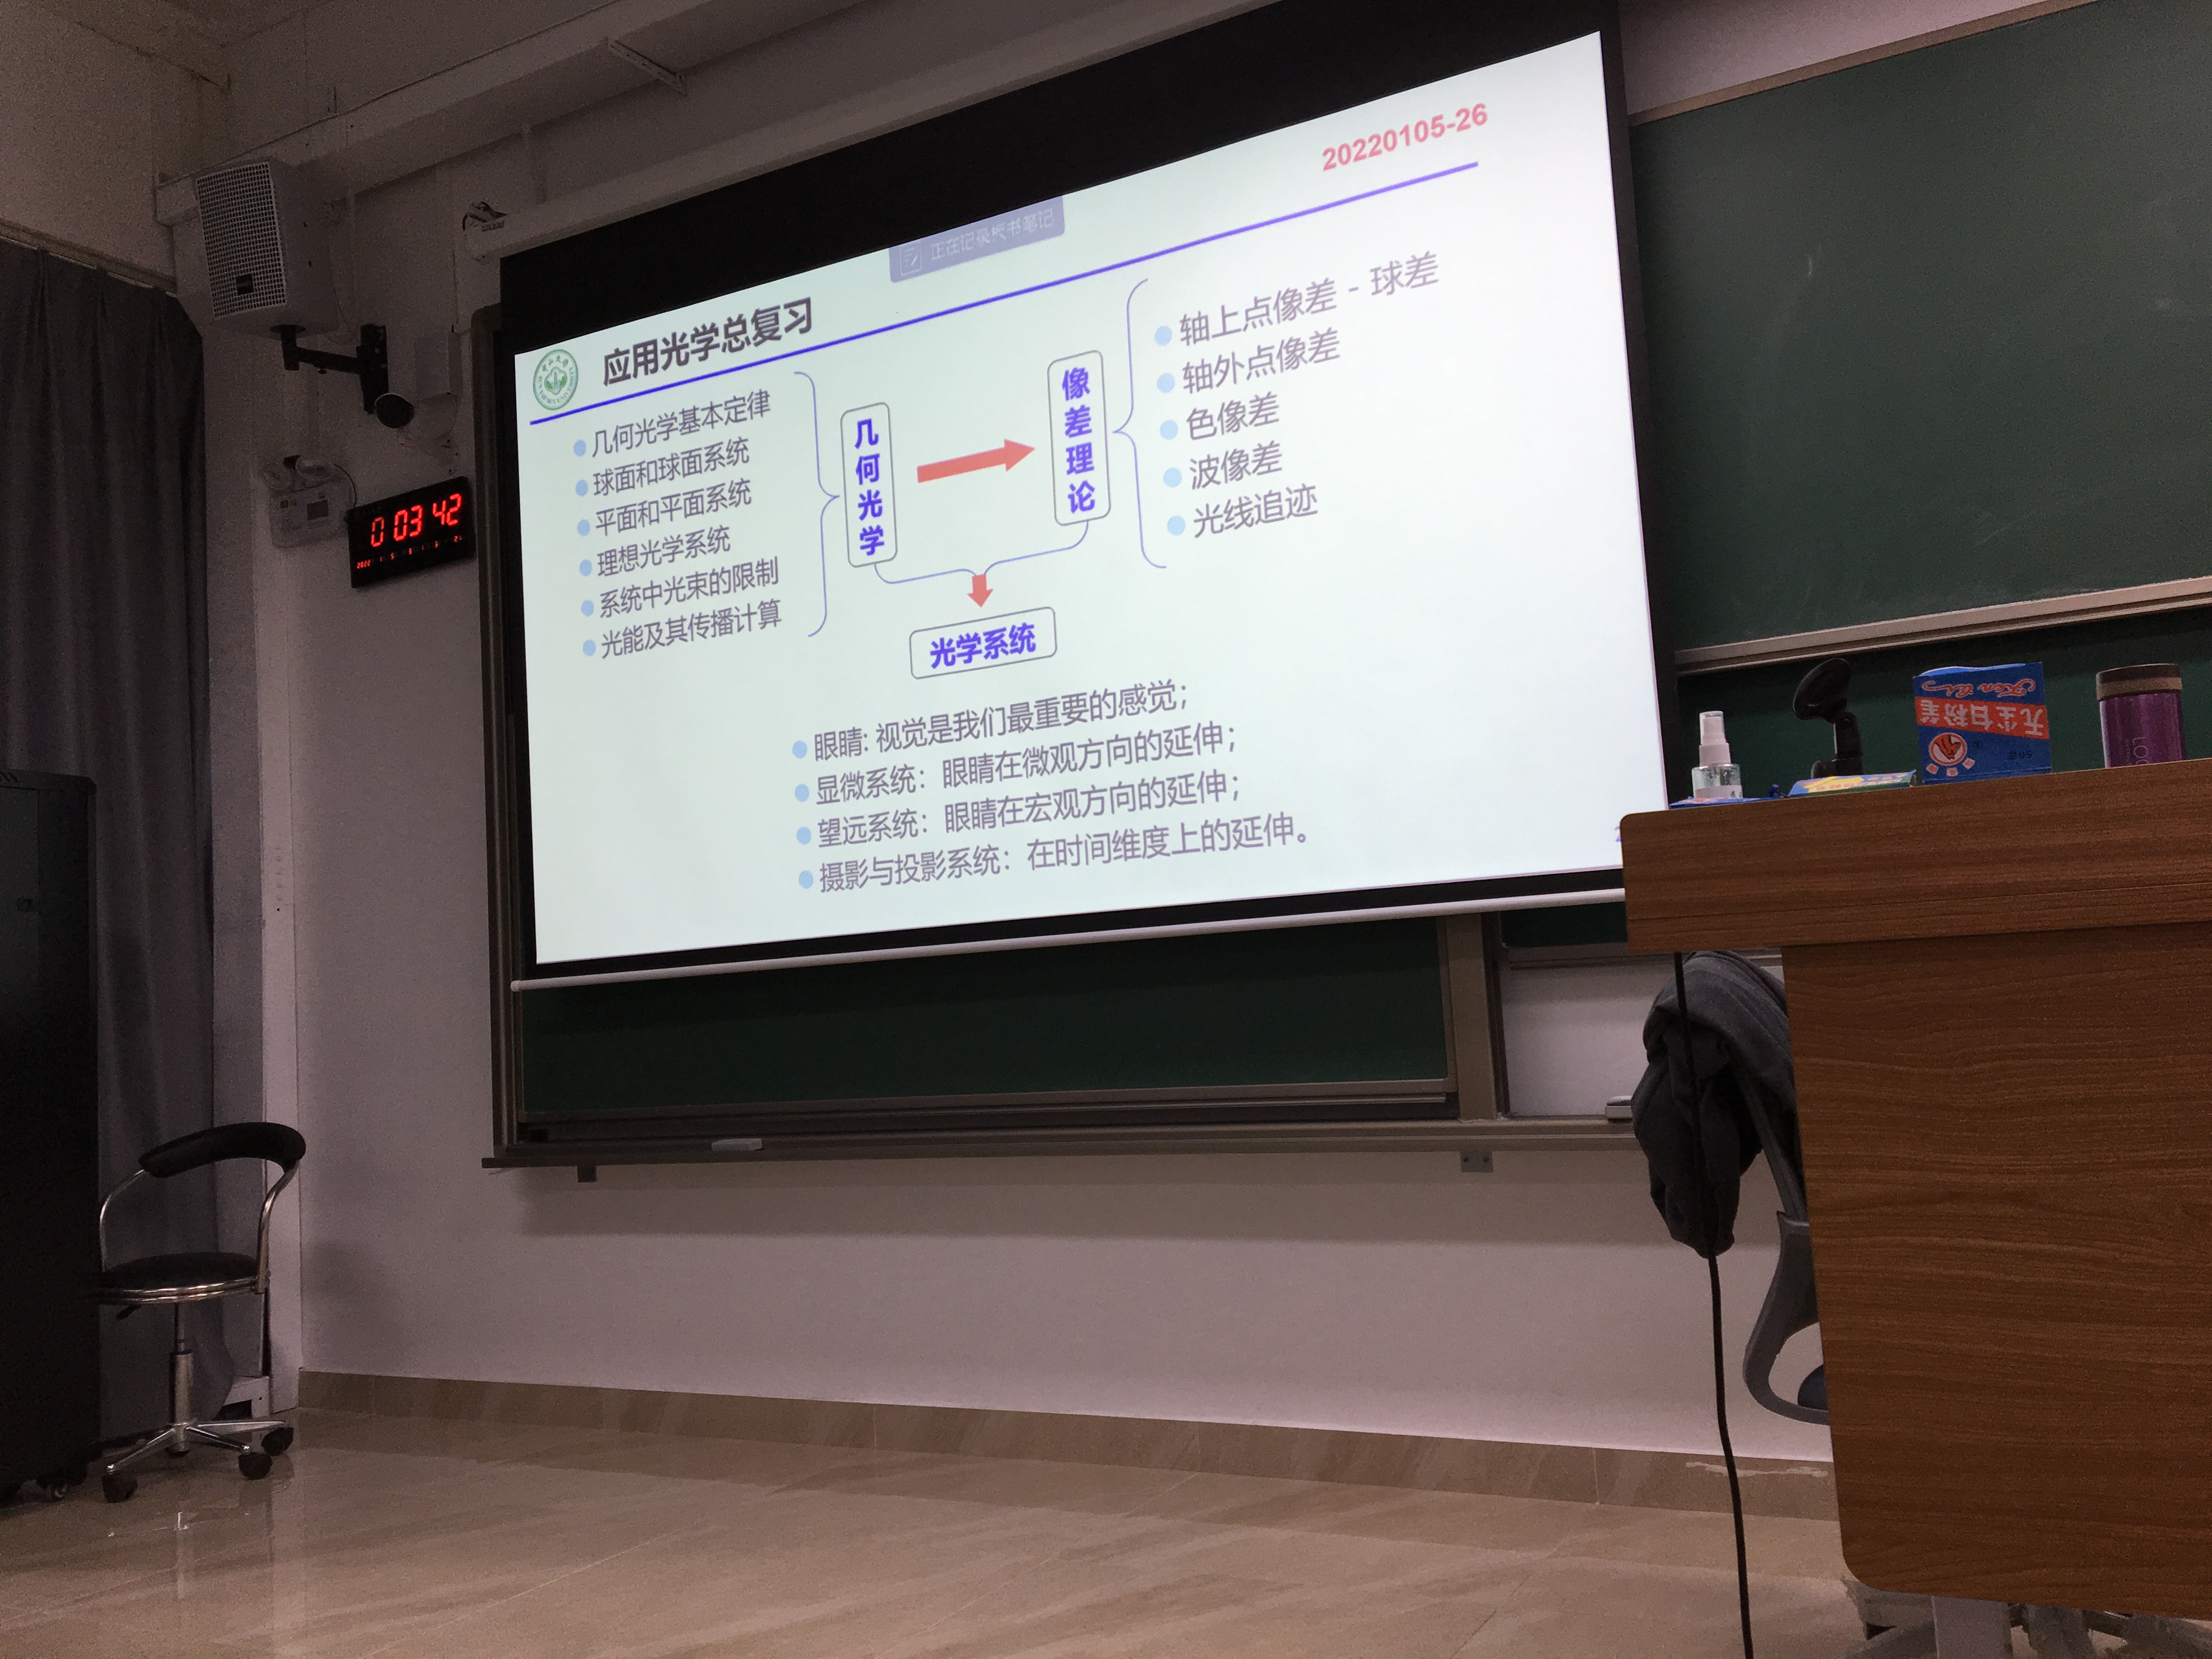 20220105-26
正在记录板书笔记
应用光学总复习
几何光学基本定律
球面和球面系统
平面和平面系统
理想光学系统
系统中光束的限制
光能及其传播计算
几何光学
像差理论
轴上点像差 - 球差
轴外点像差
色像差
波像差
光线追迹
光学系统
眼睛: 视觉是我们最重要的感觉；
显微系统：眼睛在微观方向的延伸；
望远系统：眼睛在宏观方向的延伸；
摄影与投影系统：在时间维度上的延伸。
0 03 42
无尘白粉笔